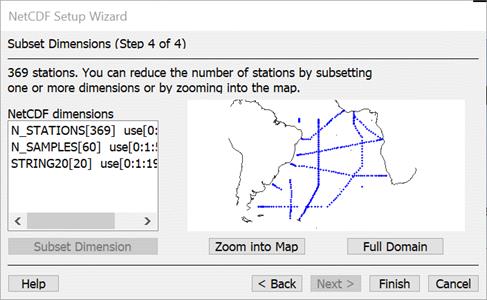 NetCDF Setup Wizard
Subset Dimensions (Step 4 of 4)
369 stations. You can reduce the number of stations by subsetting
one or more dimensions or by zooming into the map.
NetCDF dimensions
N_STATIONS[369] use[0:
N_SAMPLES[60] use[0:1:5
STRING20[20] use[0:1:19
Subset Dimension
Zoom into Map
Full Domain
Help
< Back
Next >
Finish
Cancel